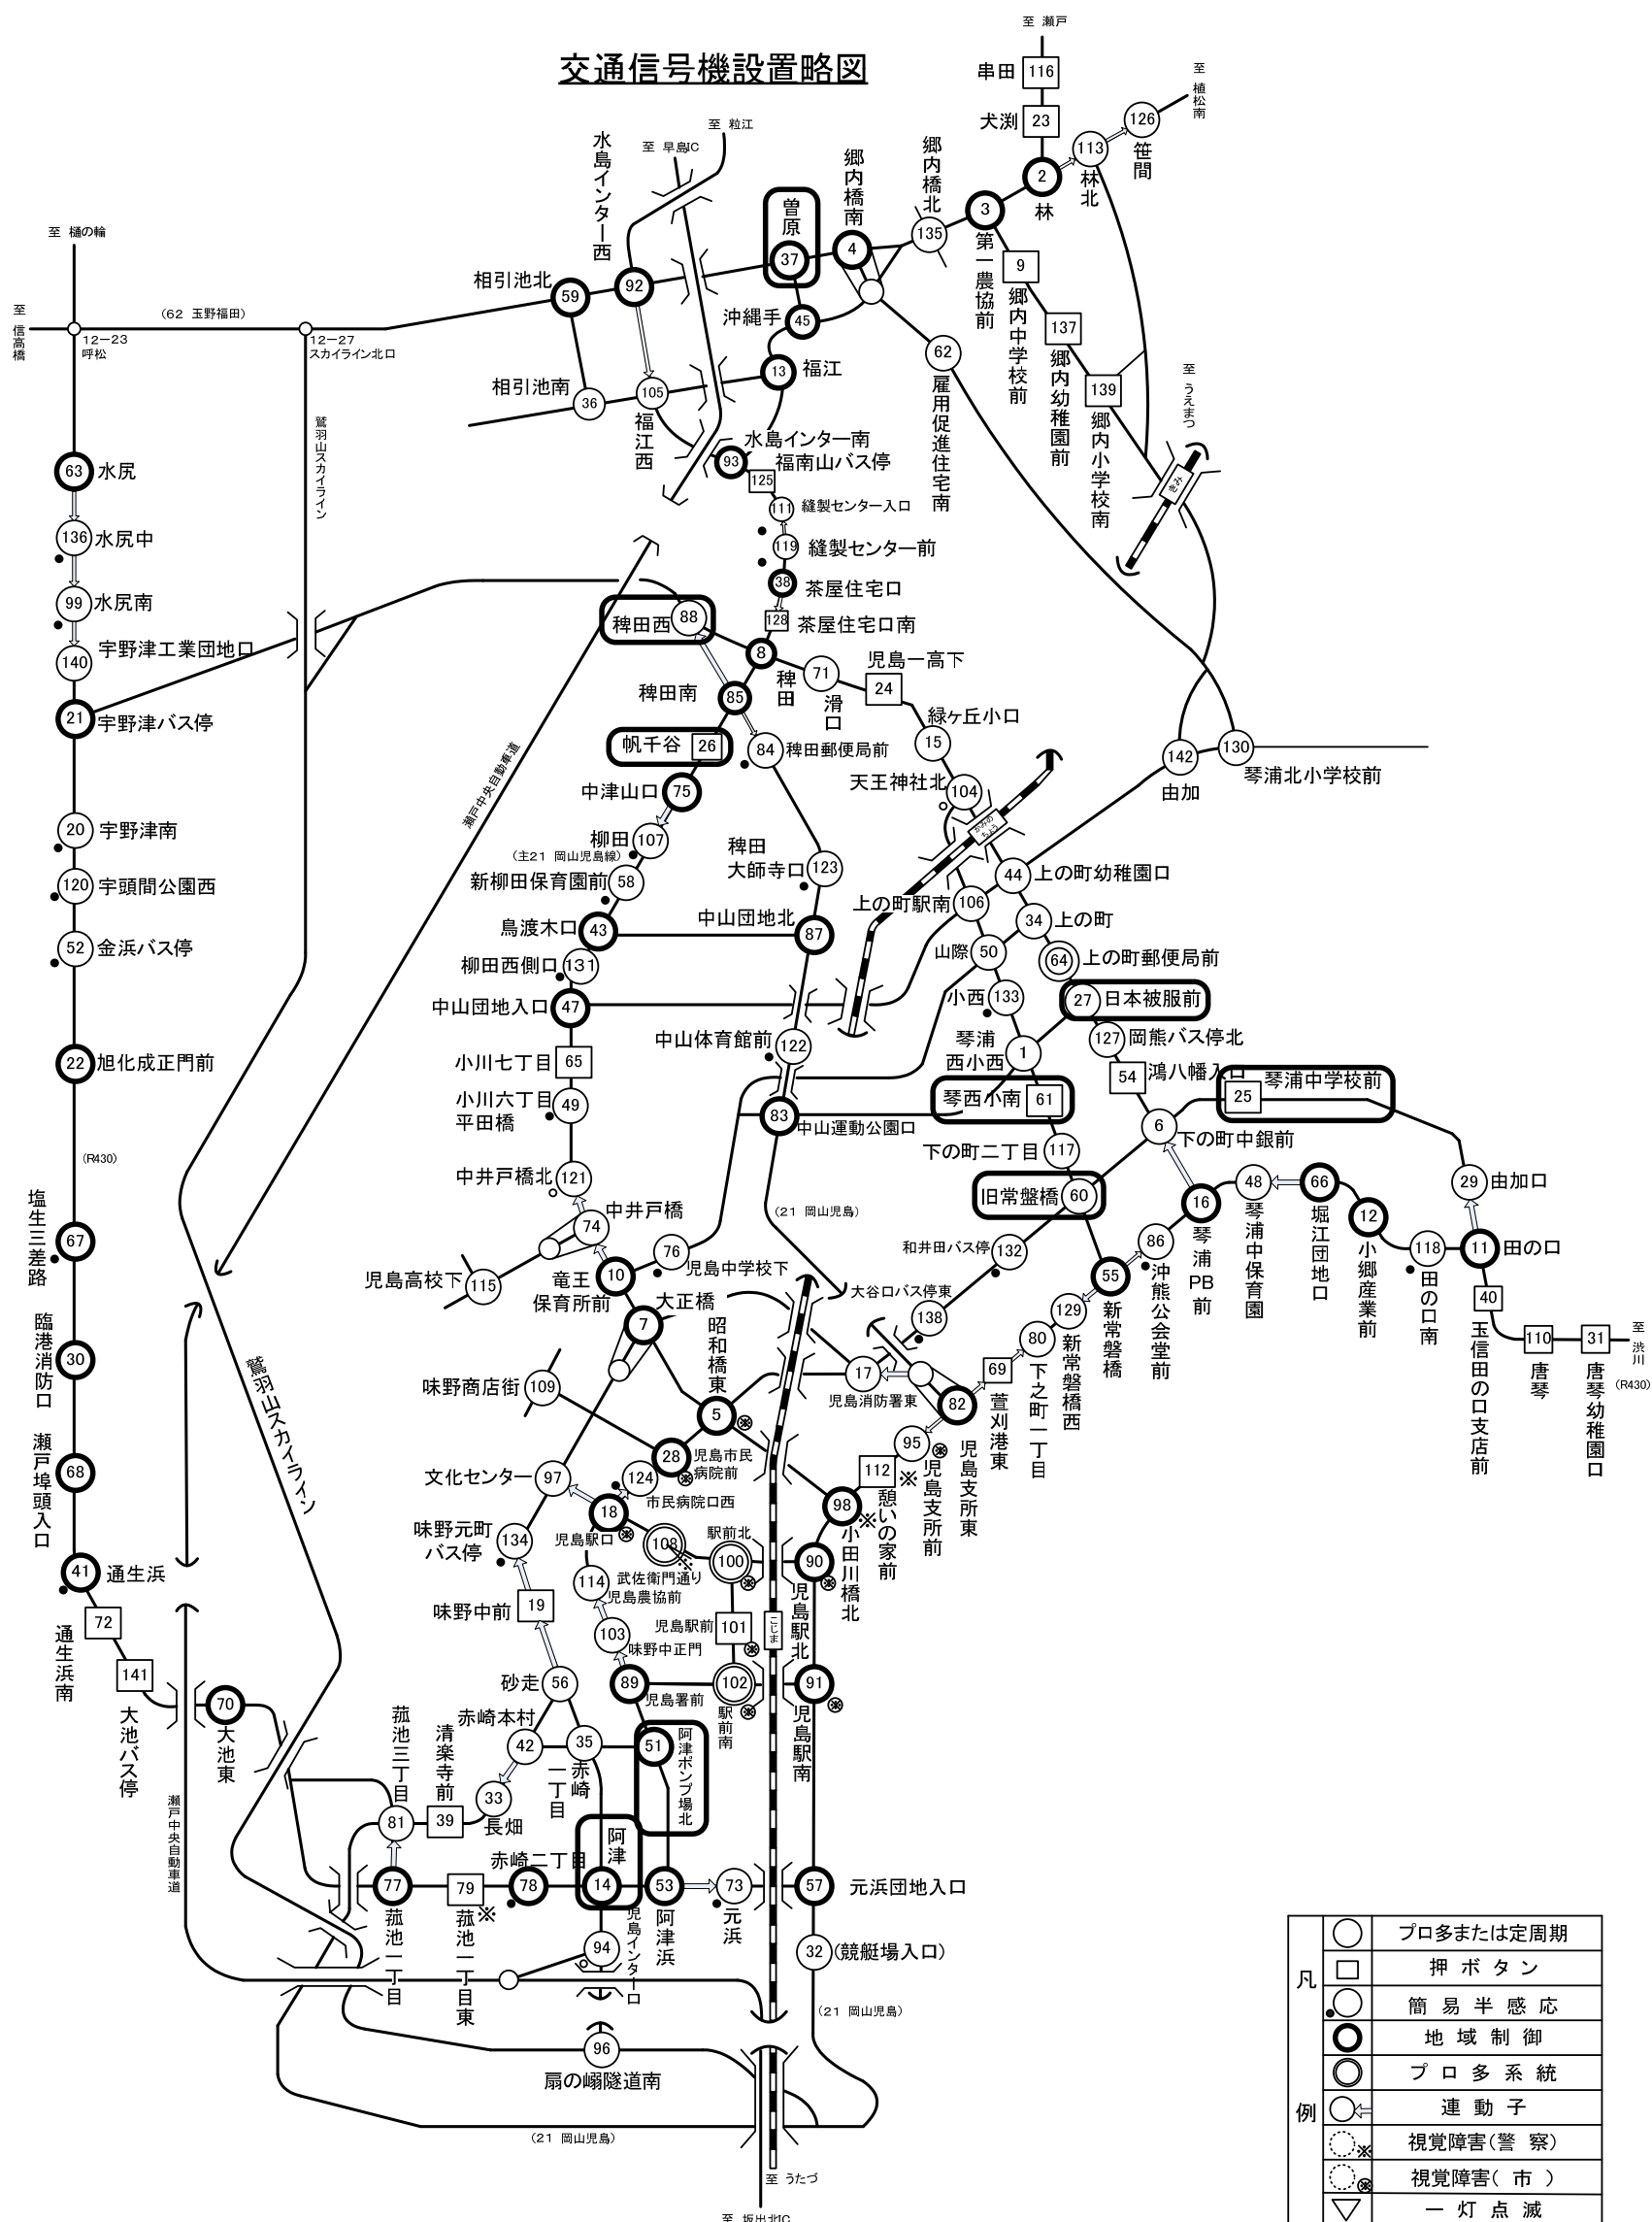 交通信号機設置略図
至 瀬戸
串田
116
犬渕
23
至 植松南
126
笹間
113
林北
2
林
3
第一農協前
郷内橋北
135
郷内橋南
4
曽原
37
至 粒江
至 早島IC
水島インター西
92
相引池北
59
至 樋の輪
至 信高橋
(62 玉野福田)
12-23
呼松
12-27
スカイライン北口
鷲羽山スカイライン
沖縄手
45
福江
13
相引池南
36
105
福江西
62
雇用促進住宅南
9
郷内中学校前
137
郷内幼稚園前
139
郷内小学校南
至 うえまつ
きみ
63
水尻
136
水尻中
99
水尻南
140
宇野津工業団地口
21
宇野津バス停
20
宇野津南
120
宇頭間公園西
52
金浜バス停
22
旭化成正門前
(R430)
塩生三差路
67
臨港消防口
30
瀬戸埠頭入口
68
41
通生浜
72
通生浜南
141
大池バス停
70
大池東
瀬戸中央自動車道
鷲羽山スカイライン
93
水島インター南
125
福南山バス停
111
縫製センター入口
119
縫製センター前
38
茶屋住宅口
128
茶屋住宅口南
稗田西
88
8
稗田
71
滑口
24
児島一高下
稗田南
85
帆千谷
26
84
稗田郵便局前
15
緑ヶ丘小口
天王神社北
104
かみのちょう
142
由加
130
琴浦北小学校前
中津山口
75
瀬戸中央自動車道
柳田
107
(主21 岡山児島線)
新柳田保育園前
58
稗田
大師寺口
123
鳥渡木口
43
中山団地北
87
柳田西側口
131
中山団地入口
47
44
上の町幼稚園口
上の町駅南
106
34
上の町
山際
50
64
上の町郵便局前
小西
133
27
日本被服前
127
岡熊バス停北
54
鴻八幡入口
琴浦
西小西
1
琴西小南
61
25
琴浦中学校前
小川七丁目
65
中山体育館前
122
小川六丁目
平田橋
49
83
中山運動公園口
6
下の町中銀前
下の町二丁目
117
旧常盤橋
60
中井戸橋北
121
中井戸橋
74
(21 岡山児島)
16
琴浦PB前
48
琴浦中保育園
66
堀江団地口
12
小郷産業前
118
田の口南
29
由加口
11
田の口
40
玉信田の口支店前
110
唐琴
31
唐琴幼稚園口
至 渋川
(R430)
和井田バス停
132
86
沖熊公会堂前
55
新常盤橋
児島高校下
115
竜王
保育所前
10
76
児島中学校下
大正橋
7
昭和橋東
5
大谷口バス停東
138
129
新常盤橋西
80
下之町一丁目
69
萱刈港東
17
児島消防署東
82
児島支所東
95
児島支所前
112
憩いの家前
98
小田川橋北
味野商店街
109
28
児島市民
病院前
文化センター
97
124
市民病院口西
18
児島駅口
108
武佐衛門通り
駅前北
100
90
児島駅北
味野元町
バス停
134
味野中前
19
114
児島農協前
103
味野中正門
児島駅前
101
こじま
砂走
56
89
児島署前
102
駅前南
91
児島駅南
赤崎本村
42
35
赤崎一丁目
51
阿津ポンプ場北
菰池三丁目
81
清楽寺前
39
33
長畑
77
菰池一丁目
79
菰池一丁目東
赤崎二丁目
78
阿津
14
53
阿津浜
73
元浜
57
元浜団地入口
94
児島インター口
32
(競艇場入口)
(21 岡山児島)
96
扇の嵶隧道南
(21 岡山児島)
至 うたづ
至 坂出北IC
凡例
プロ多または定周期
押ボタン
簡易半感応
地域制御
プロ多系統
連動子
※
視覚障害(警察)
視覚障害(市)
一灯点滅